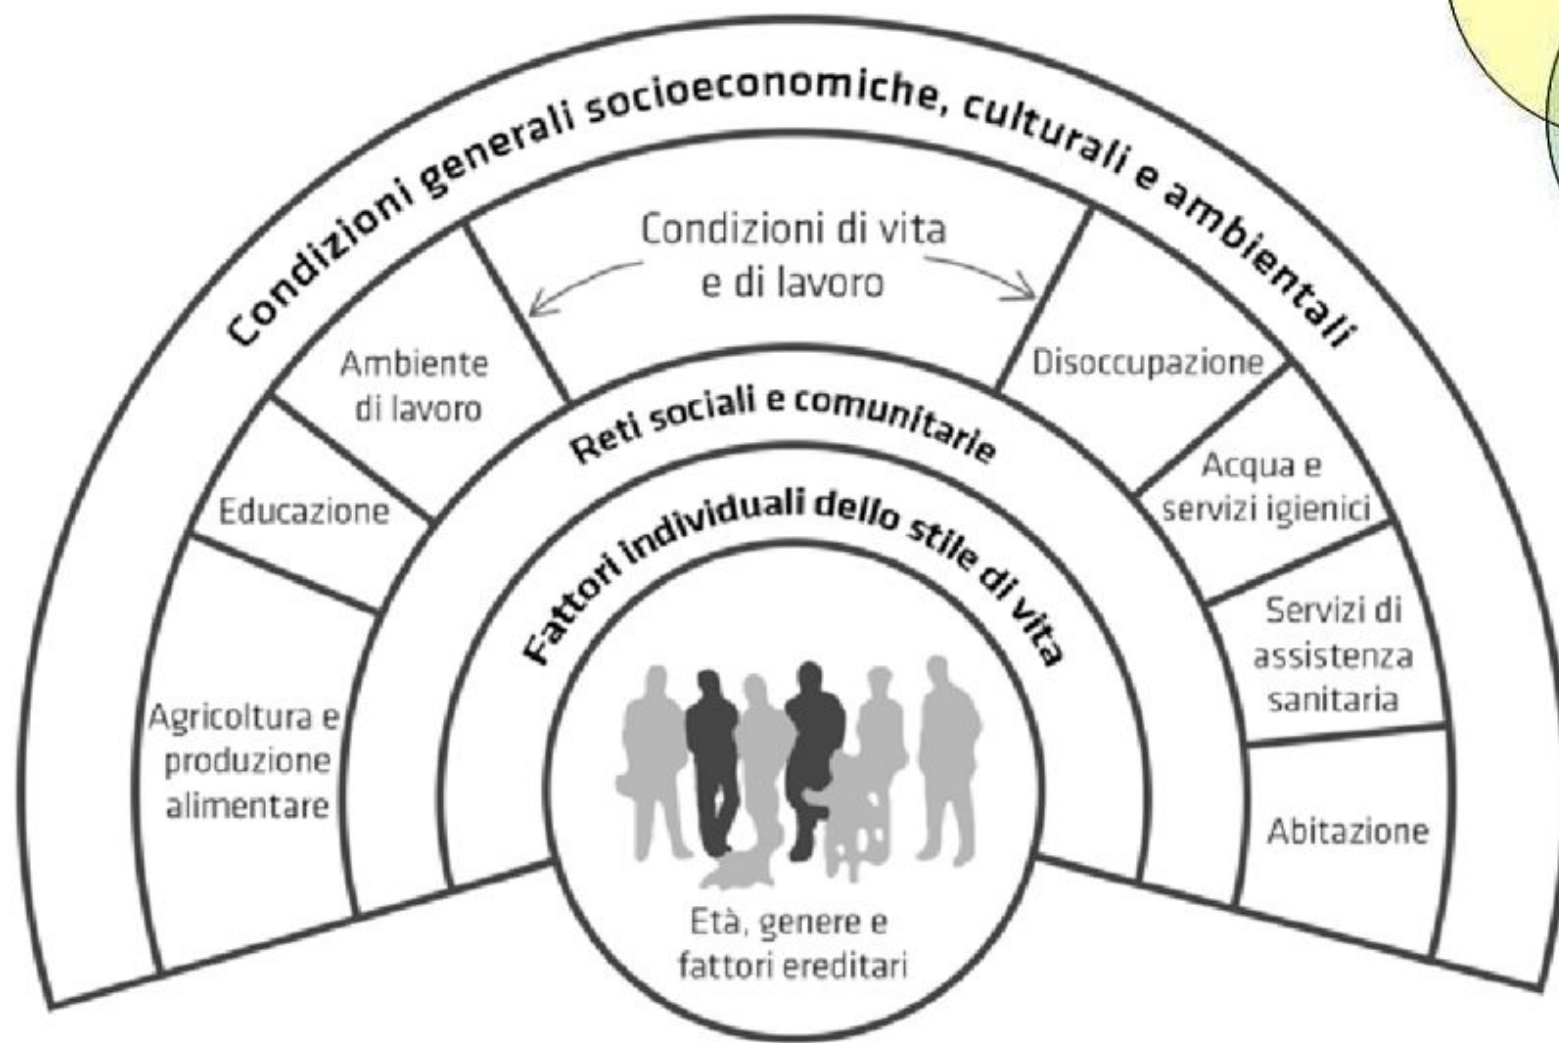 Condizioni generali socioeconomiche, culturali e ambientali
Condizioni di vita
e di lavoro
Ambiente
di lavoro
Disoccupazione
Educazione
Acqua e
servizi igienici
Agricoltura e
produzione
alimentare
Servizi di
assistenza
sanitaria
Abitazione
Reti sociali e comunitarie
Fattori individuali dello stile di vita
Età, genere e
fattori ereditari